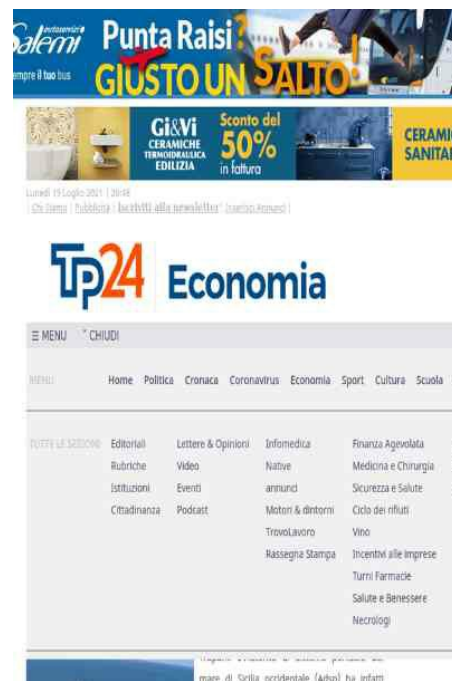 Salemi Punta Raisi?
sempre il tuo bus GIUSTO UN SALTO!
Gi&Vi
CERAMICHE
TERMOIDRAULICA
EDILIZIA
Sconto del
50%
in fattura
CERAMI
SANITA
Lunedì 19 Luglio 2021 | 20:48
| Chi Siamo | Pubblicità | Iscriviti alla newsletter! Inserisci Annunci |
Tp24 Economia
☰ MENU CHIUDI
MENU: Home Politica Cronaca Coronavirus Economia Sport Cultura Scuola
TUTTE LE SEZIONI Editoriali Lettere & Opinioni Infomedica Finanza Agevolata
Rubriche Video Native Medicina e Chirurgia
Istituzioni Eventi annunci Sicurezza e Salute
Cittadinanza Podcast Motori & dintorni Ciclo dei rifiuti
TrovoLavoro Vino
Rassegna Stampa Incentivi alle Imprese
Turni Farmacie
Salute e Benessere
Necrologi
mare di Sicilia occidentale (Adsp) ha infatti